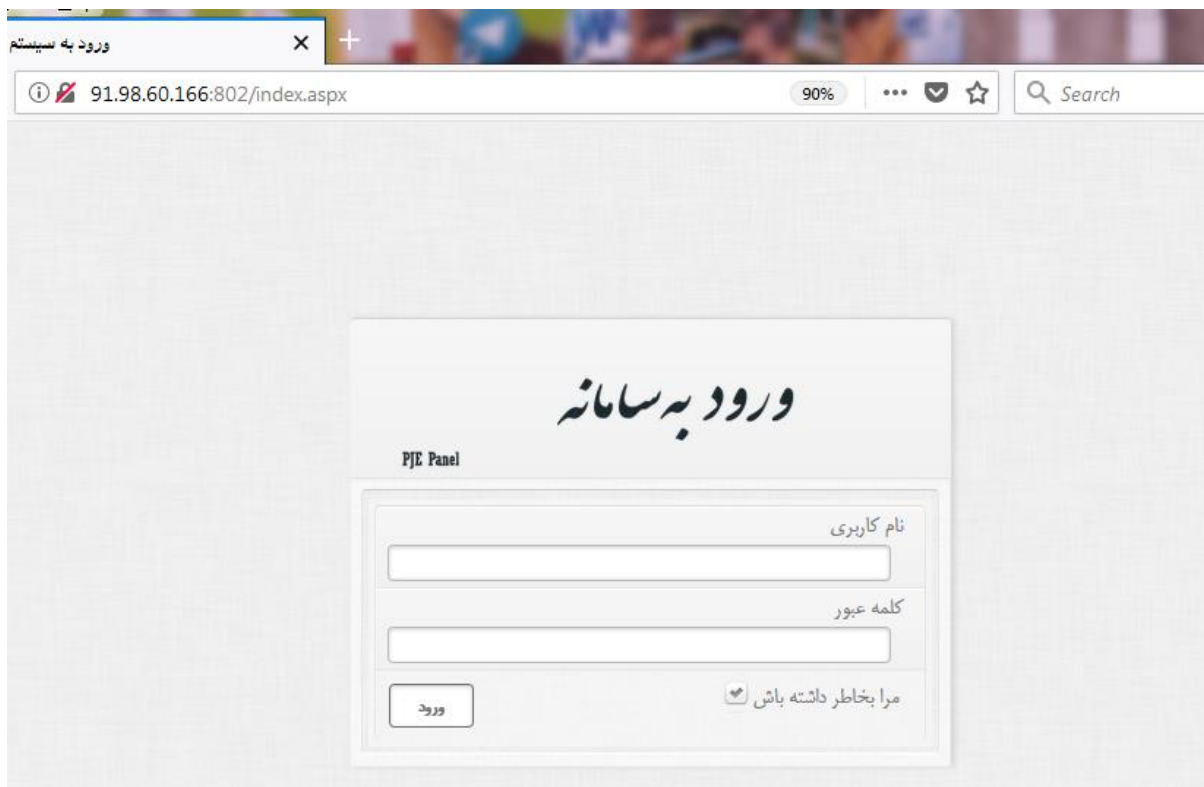 ورود به سیستم
91.98.60.166:802/index.aspx
90%
Search
ورود به سامانه
PJE Panel
نام کاربری
کلمه عبور
مرا بخاطر داشته باش
ورود